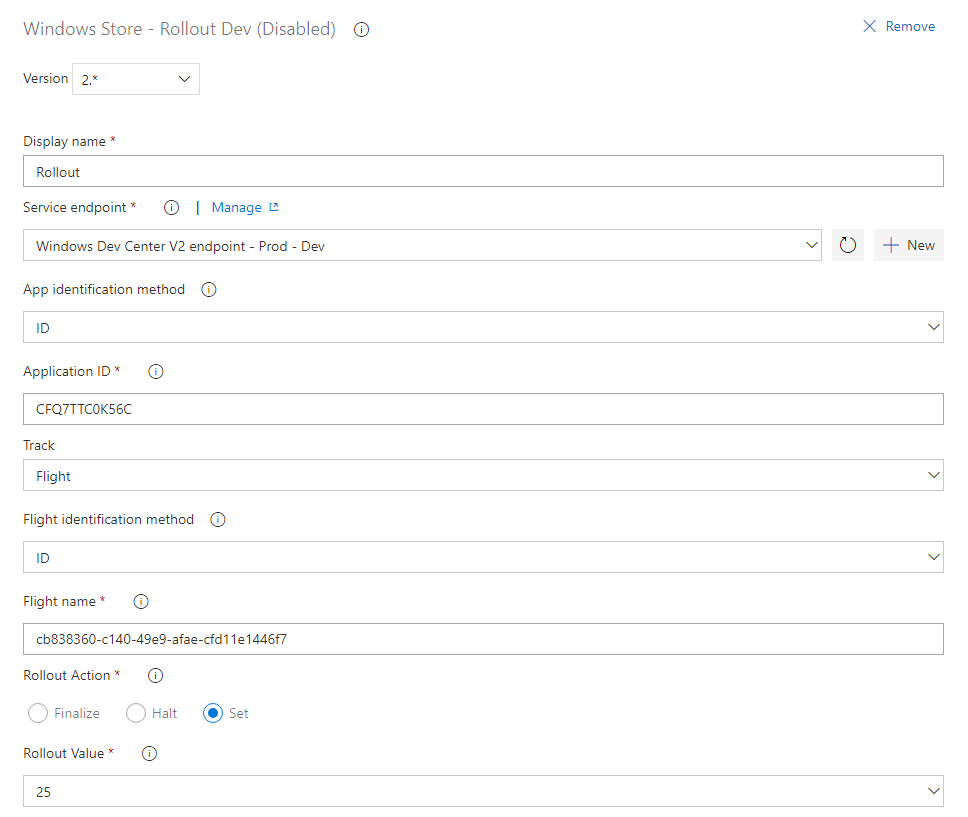 Windows Store - Rollout Dev (Disabled)
Remove
Version 2.*
Display name *
Rollout
Service endpoint * | Manage
Windows Dev Center V2 endpoint - Prod - Dev
New
App identification method
ID
Application ID *
CFQ7TTC0K56C
Track
Flight
Flight identification method
ID
Flight name *
cb838360-c140-49e9-afae-cfd11e1446f7
Rollout Action *
Finalize Halt Set
Rollout Value *
25